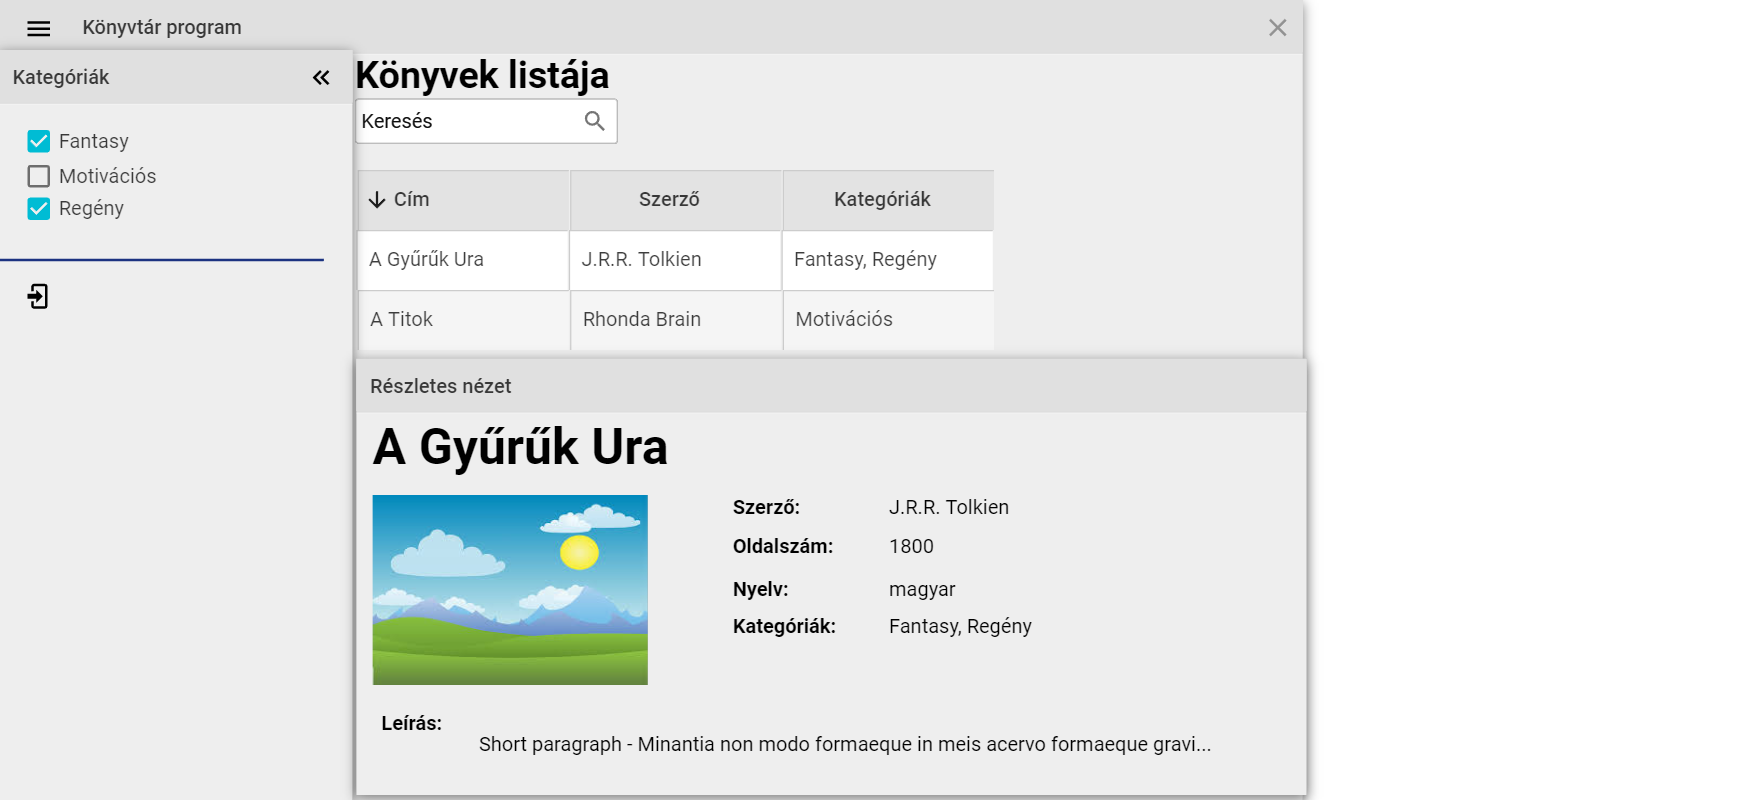 Könyvtár program
Kategóriák
Fantasy
Motivációs
Regény
Könyvek listája
Keresés
Cím Szerző Kategóriák
A Gyűrűk Ura J.R.R. Tolkien Fantasy, Regény
A Titok Rhonda Brain Motivációs
Részletes nézet
A Gyűrűk Ura
Szerző: J.R.R. Tolkien
Oldalszám: 1800
Nyelv: magyar
Kategóriák: Fantasy, Regény
Leírás:
Short paragraph - Minantia non modo formaeque in meis acervo formaeque gravi...